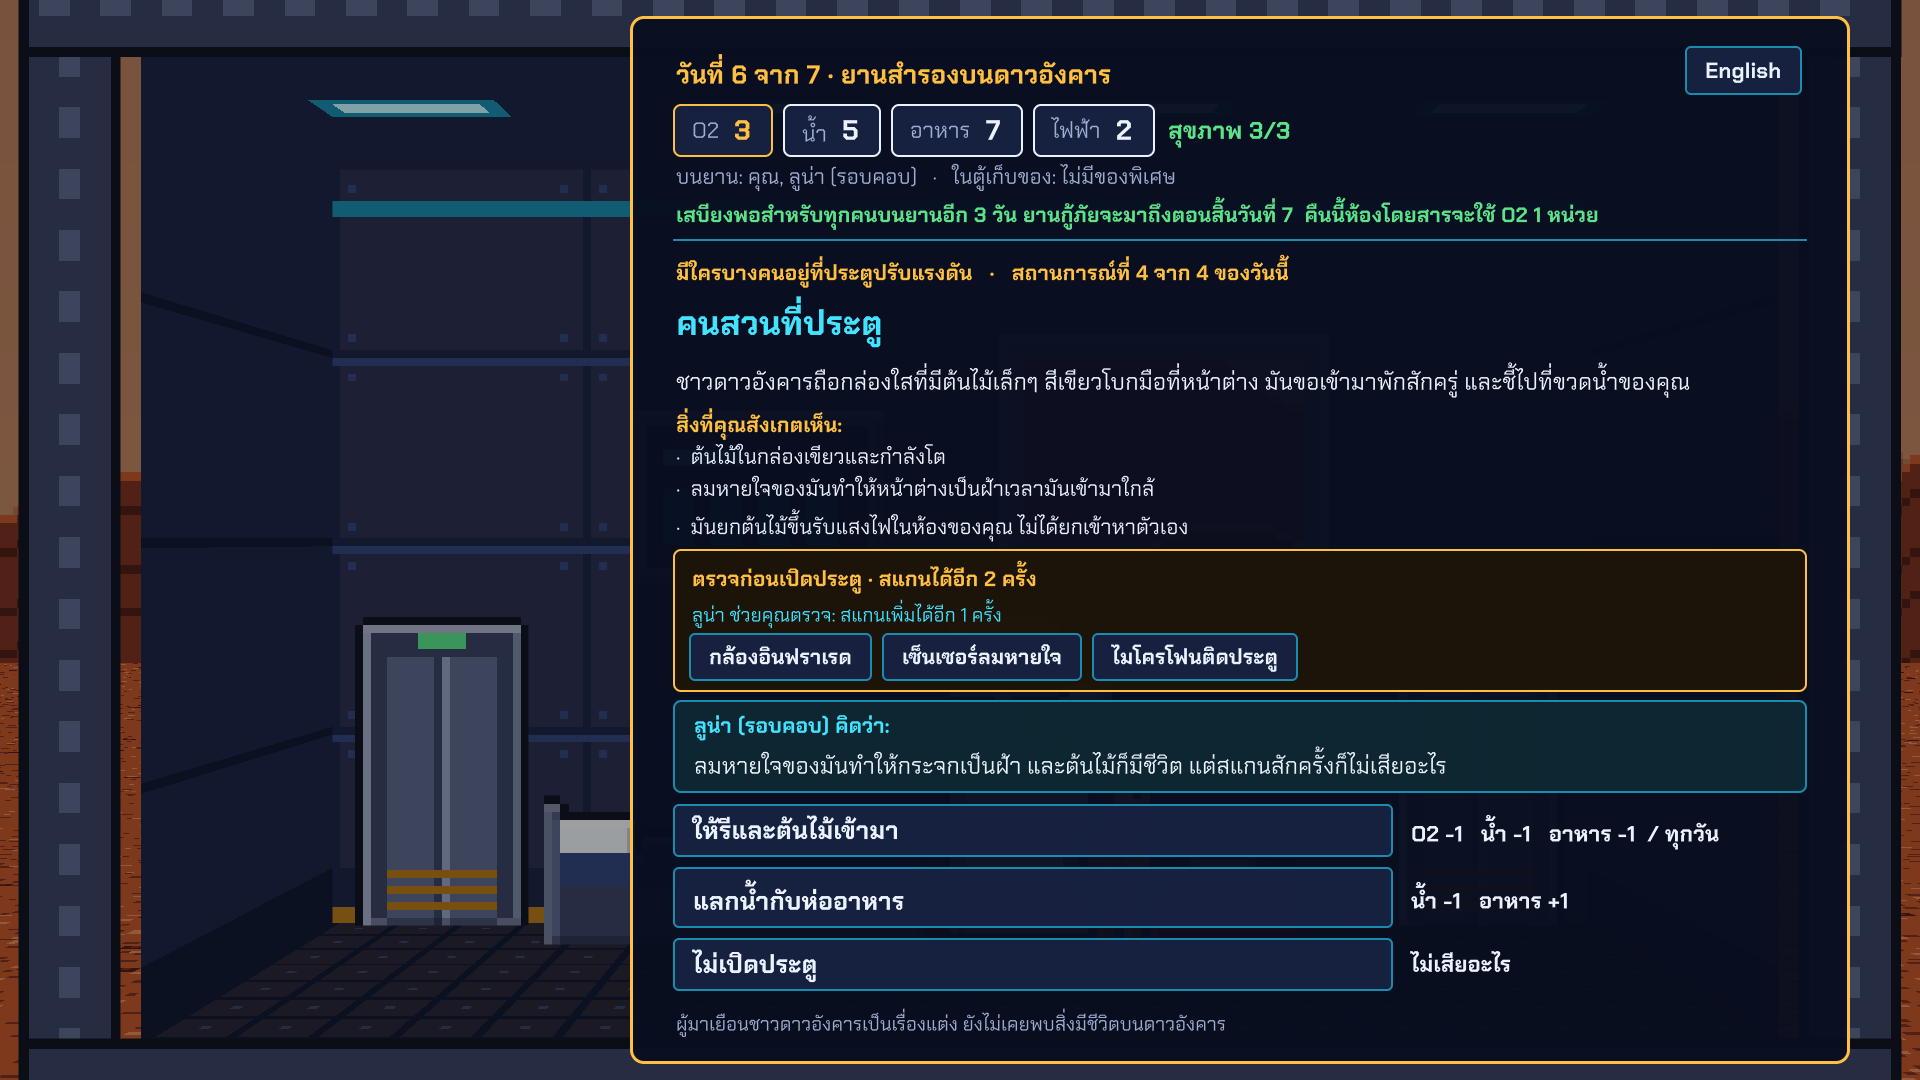 วันที่ 6 จาก 7 · ยานสำรองบนดาวอังคาร
English
O2 3 น้ำ 5 อาหาร 7 ไฟฟ้า 2 สุขภาพ 3/3
บนยาน: คุณ, ลูน่า (รอบคอบ) · ในตู้เก็บของ: ไม่มีของพิเศษ
เสบียงพอสำหรับทุกคนบนยานอีก 3 วัน ยานกู้ภัยจะมาถึงตอนสิ้นวันที่ 7 คืนนี้ห้องโดยสารจะใช้ O2 1 หน่วย
มีใครบางคนอยู่ที่ประตูปรับแรงดัน · สถานการณ์ที่ 4 จาก 4 ของวันนี้
คนสวนที่ประตู
ชาวดาวอังคารถือกล่องใสที่มีต้นไม้เล็กๆ สีเขียวโบกมือที่หน้าต่าง มันขอเข้ามาพักสักครู่ และชี้ไปที่ขวดน้ำของคุณ
สิ่งที่คุณสังเกตเห็น:
· ต้นไม้ในกล่องเขียวและกำลังโต
· ลมหายใจของมันทำให้หน้าต่างเป็นฝ้าเวลามันเข้ามาใกล้
· มันยกต้นไม้ขึ้นรับแสงไฟในห้องของคุณ ไม่ได้ยกเข้าหาตัวเอง
ตรวจก่อนเปิดประตู · สแกนได้อีก 2 ครั้ง
ลูน่า ช่วยคุณตรวจ: สแกนเพิ่มได้อีก 1 ครั้ง
กล้องอินฟราเรด เซ็นเซอร์ลมหายใจ ไมโครโฟนติดประตู
ลูน่า (รอบคอบ) คิดว่า:
ลมหายใจของมันทำให้กระจกเป็นฝ้า และต้นไม้ก็มีชีวิต แต่สแกนสักครั้งก็ไม่เสียอะไร
ให้รีและต้นไม้เข้ามา O2 -1 น้ำ -1 อาหาร -1 / ทุกวัน
แลกน้ำกับห่ออาหาร น้ำ -1 อาหาร +1
ไม่เปิดประตู ไม่เสียอะไร
ผู้มาเยือนชาวดาวอังคารเป็นเรื่องแต่ง ยังไม่เคยพบสิ่งมีชีวิตบนดาวอังคาร